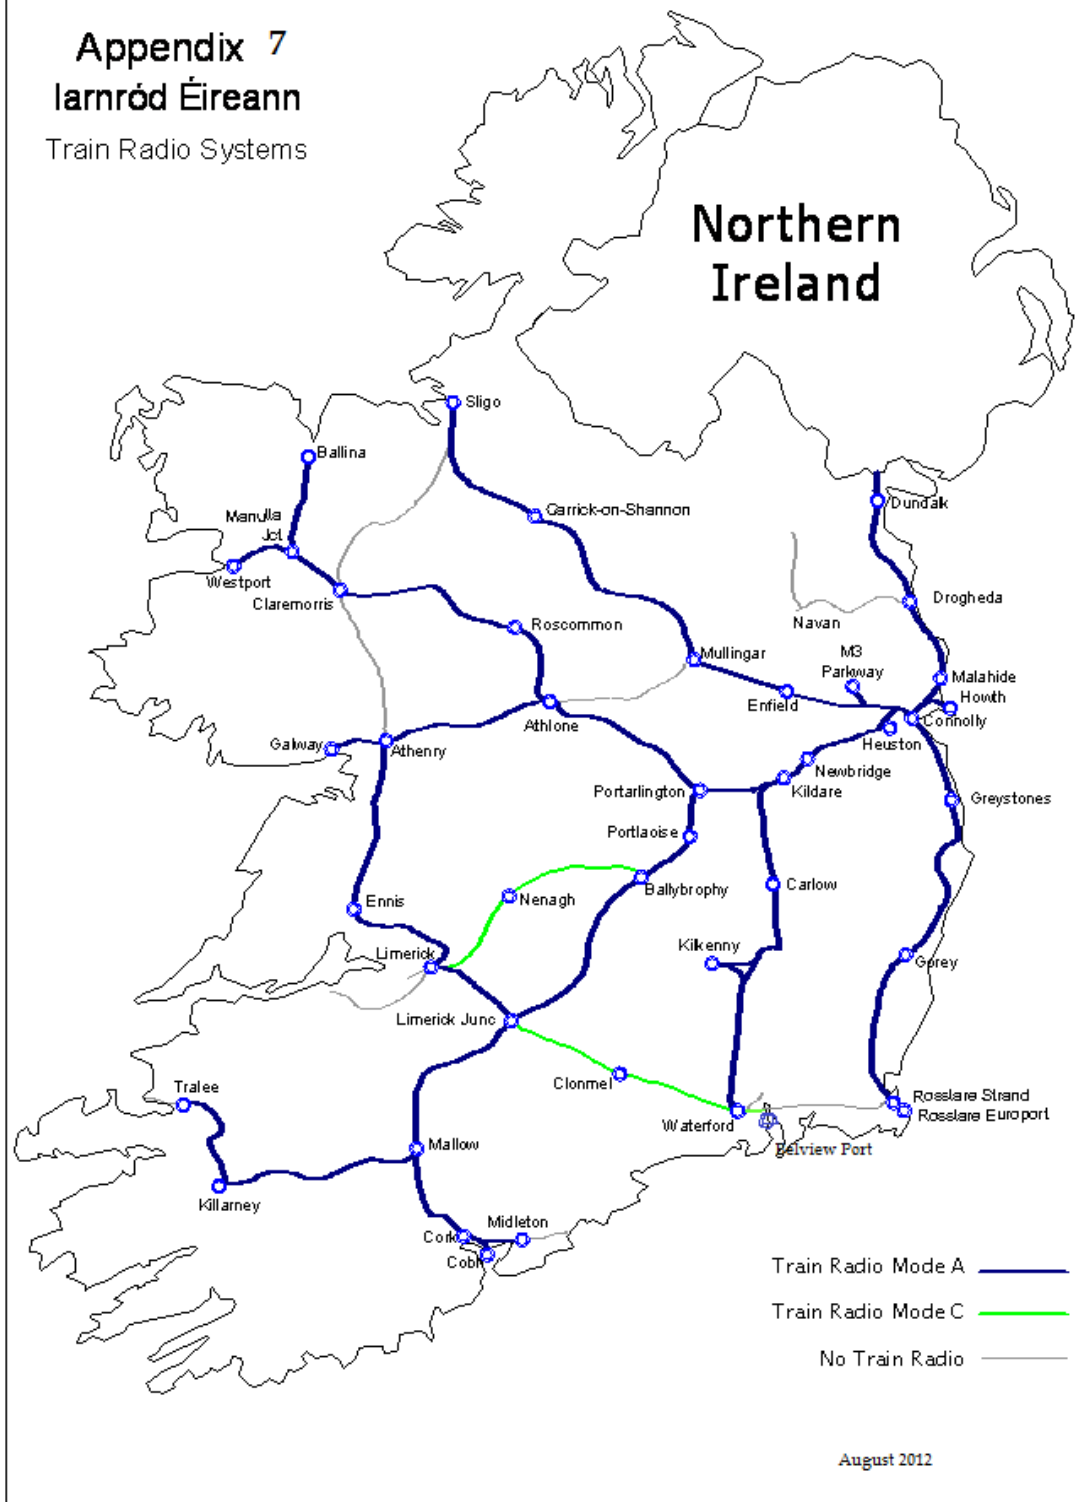 Appendix 7
Iarnród Éireann
Train Radio Systems
Northern
Ireland
Sligo
Ballina
Carrick-on-Shannon
Manulla
Jct
Dundalk
Westport
Claremorris
Drogheda
Navan
Roscommon
Mullingar
M3
Parkway
Malahide
Howth
Enfield
Connolly
Athlone
Galway
Athenry
Heuston
Newbridge
Kildare
Portarlington
Greystones
Portlaoise
Ballybrophy
Carlow
Nenagh
Ennis
Kilkenny
Limerick
Gorey
Limerick Junc
Clonmel
Tralee
Rosslare Strand
Rosslare Europort
Waterford
Mallow
Belview Port
Killarney
Midleton
Cork
Cobh
Train Radio Mode A
Train Radio Mode C
No Train Radio
August 2012